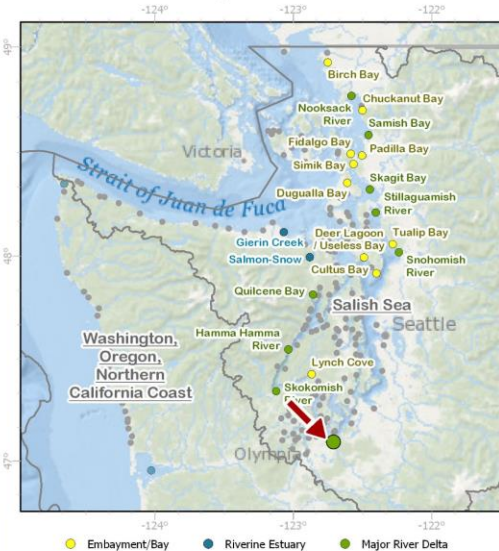 -124°
-123°
-122°
49°
Birch Bay
Chuckanut Bay
Nooksack
River
Samish Bay
Fidalgo Bay
Padilla Bay
Victoria
Simik Bay
Skagit Bay
Dugualla Bay
Stillaguamish
River
Strait of Juan de Fuca
Deer Lagoon
/ Useless Bay
Tualip Bay
Gierin Creek
48°
Salmon-Snow
Cultus Bay
Snohomish
River
Quilcene Bay
Salish Sea
Seattle
Hamma Hamma
River
Washington,
Oregon,
Northern
California Coast
Lynch Cove
Skokomish
River
Olympia
47°
-124°
-123°
-122°
Embayment/Bay
Riverine Estuary
Major River Delta